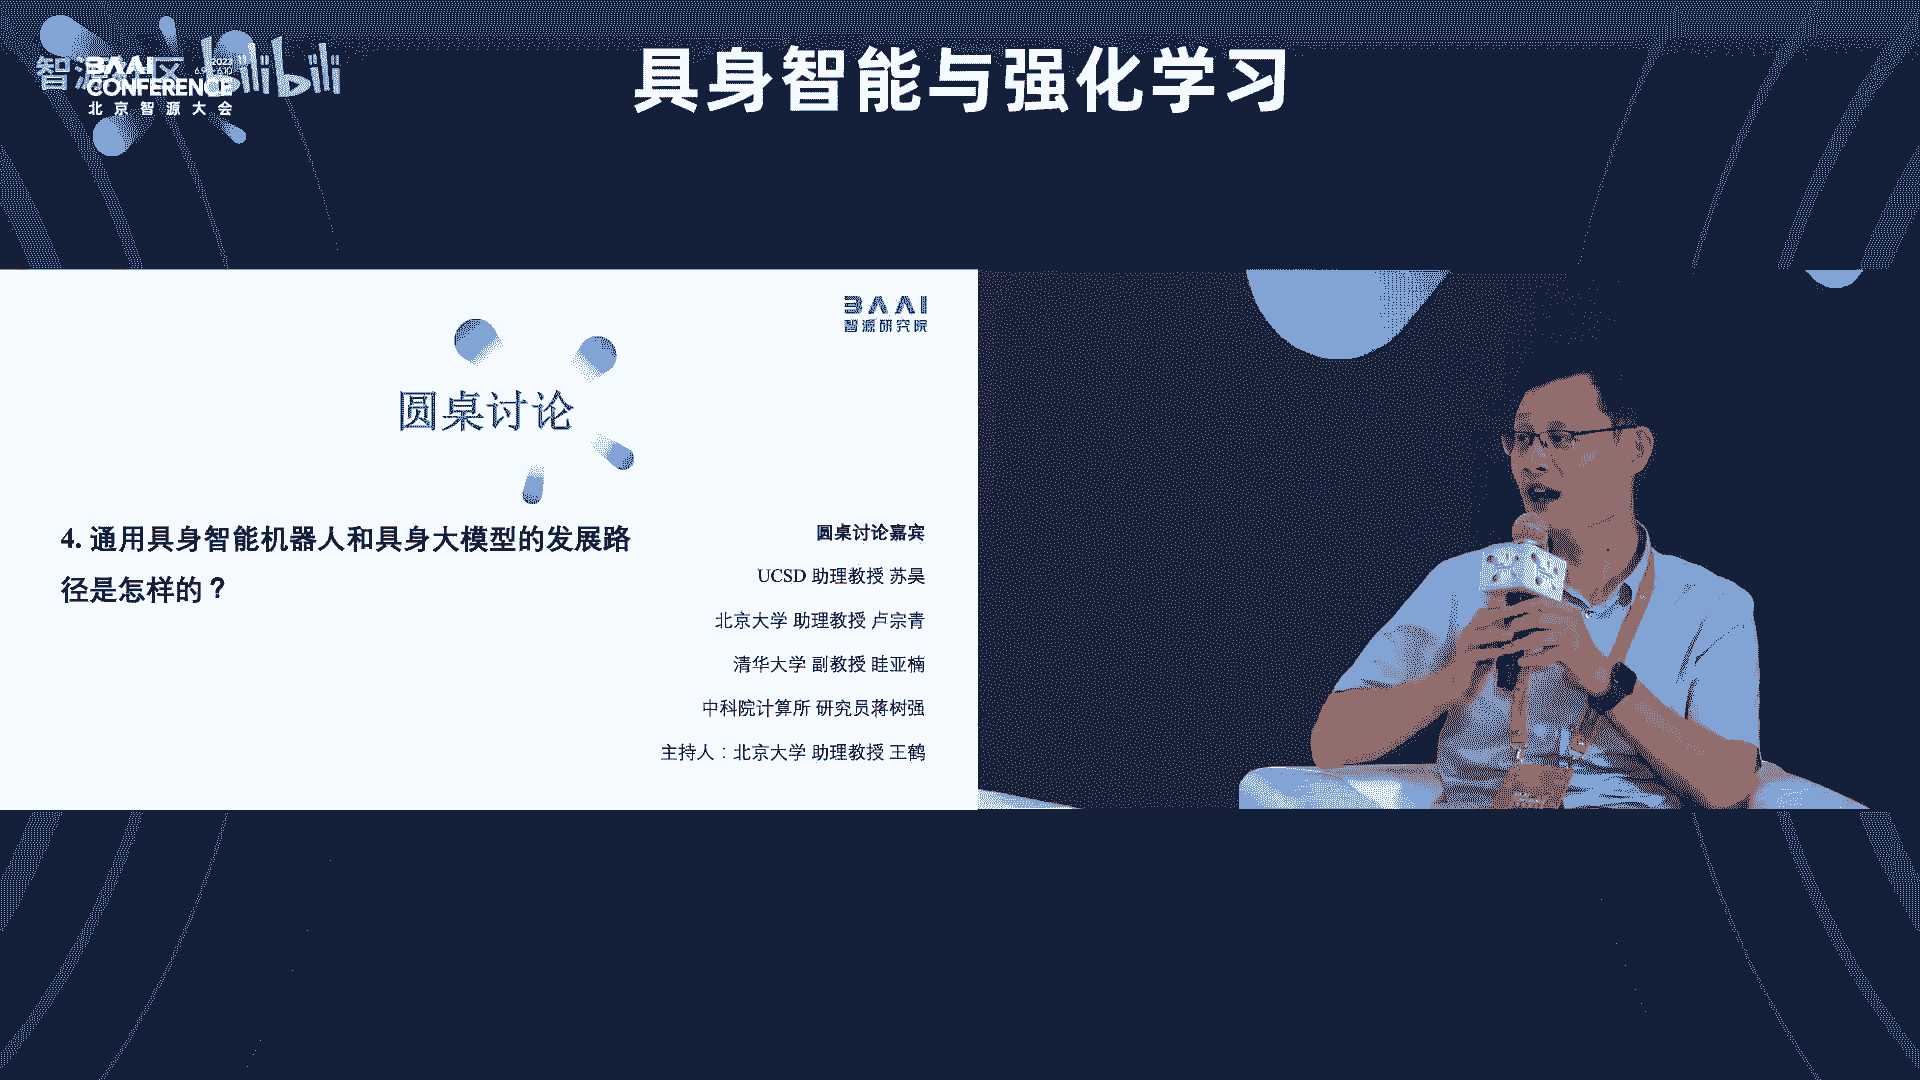 具身智能与强化学习
智源社区 bilibili
BAAI 2023
6.9-6.10
CONFERENCE
北京智源大会
BAAI
智源研究院
圆桌讨论
4. 通用具身智能机器人和具身大模型的发展路
径是怎样的？
圆桌讨论嘉宾
UCSD 助理教授 苏昊
北京大学 助理教授 卢宗青
清华大学 副教授 眭亚楠
中科院计算所 研究员蒋树强
主持人：北京大学 助理教授 王鹤